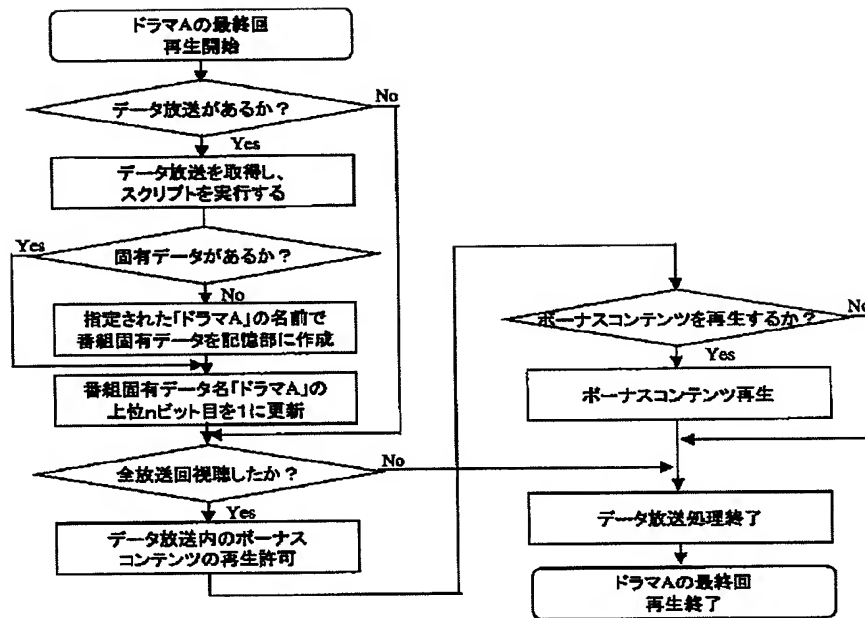 ドラマAの最終回
再生開始
データ放送があるか？
No
Yes
データ放送を取得し、
スクリプトを実行する
Yes
固有データがあるか？
No
指定された「ドラマA」の名前で
番組固有データを記憶部に作成
番組固有データ名「ドラマA」の
上位nビット目を1に更新
全放送回視聴したか？
No
Yes
データ放送内のボーナス
コンテンツの再生許可
ボーナスコンテンツを再生するか？
No
Yes
ボーナスコンテンツ再生
データ放送処理終了
ドラマAの最終回
再生終了